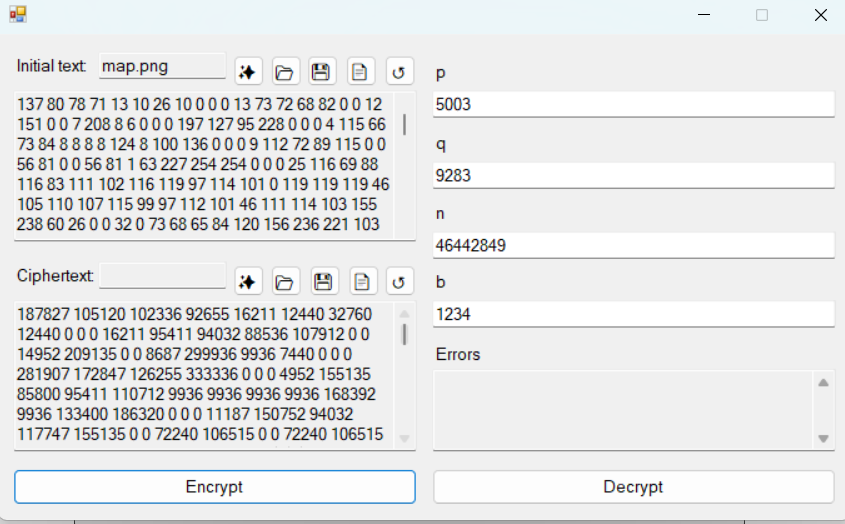 Initial text: map.png
137 80 78 71 13 10 26 10 0 0 0 13 73 72 68 82 0 0 12
151 0 0 7 208 8 6 0 0 0 197 127 95 228 0 0 0 4 115 66
73 84 8 8 8 8 124 8 100 136 0 0 0 9 112 72 89 115 0 0
56 81 0 0 56 81 1 63 227 254 254 0 0 0 25 116 69 88
116 83 111 102 116 119 97 114 101 0 119 119 119 46
105 110 107 115 99 97 112 101 46 111 114 103 155
238 60 26 0 0 32 0 73 68 65 84 120 156 236 221 103
Ciphertext:
187827 105120 102336 92655 16211 12440 32760
12440 0 0 0 16211 95411 94032 88536 107912 0 0
14952 209135 0 0 8687 299936 9936 7440 0 0 0
281907 172847 126255 333336 0 0 0 4952 155135
85800 95411 110712 9936 9936 9936 9936 168392
9936 133400 186320 0 0 0 11187 150752 94032
117747 155135 0 0 72240 106515 0 0 72240 106515
Encrypt
p
5003
q
9283
n
46442849
b
1234
Errors
Decrypt